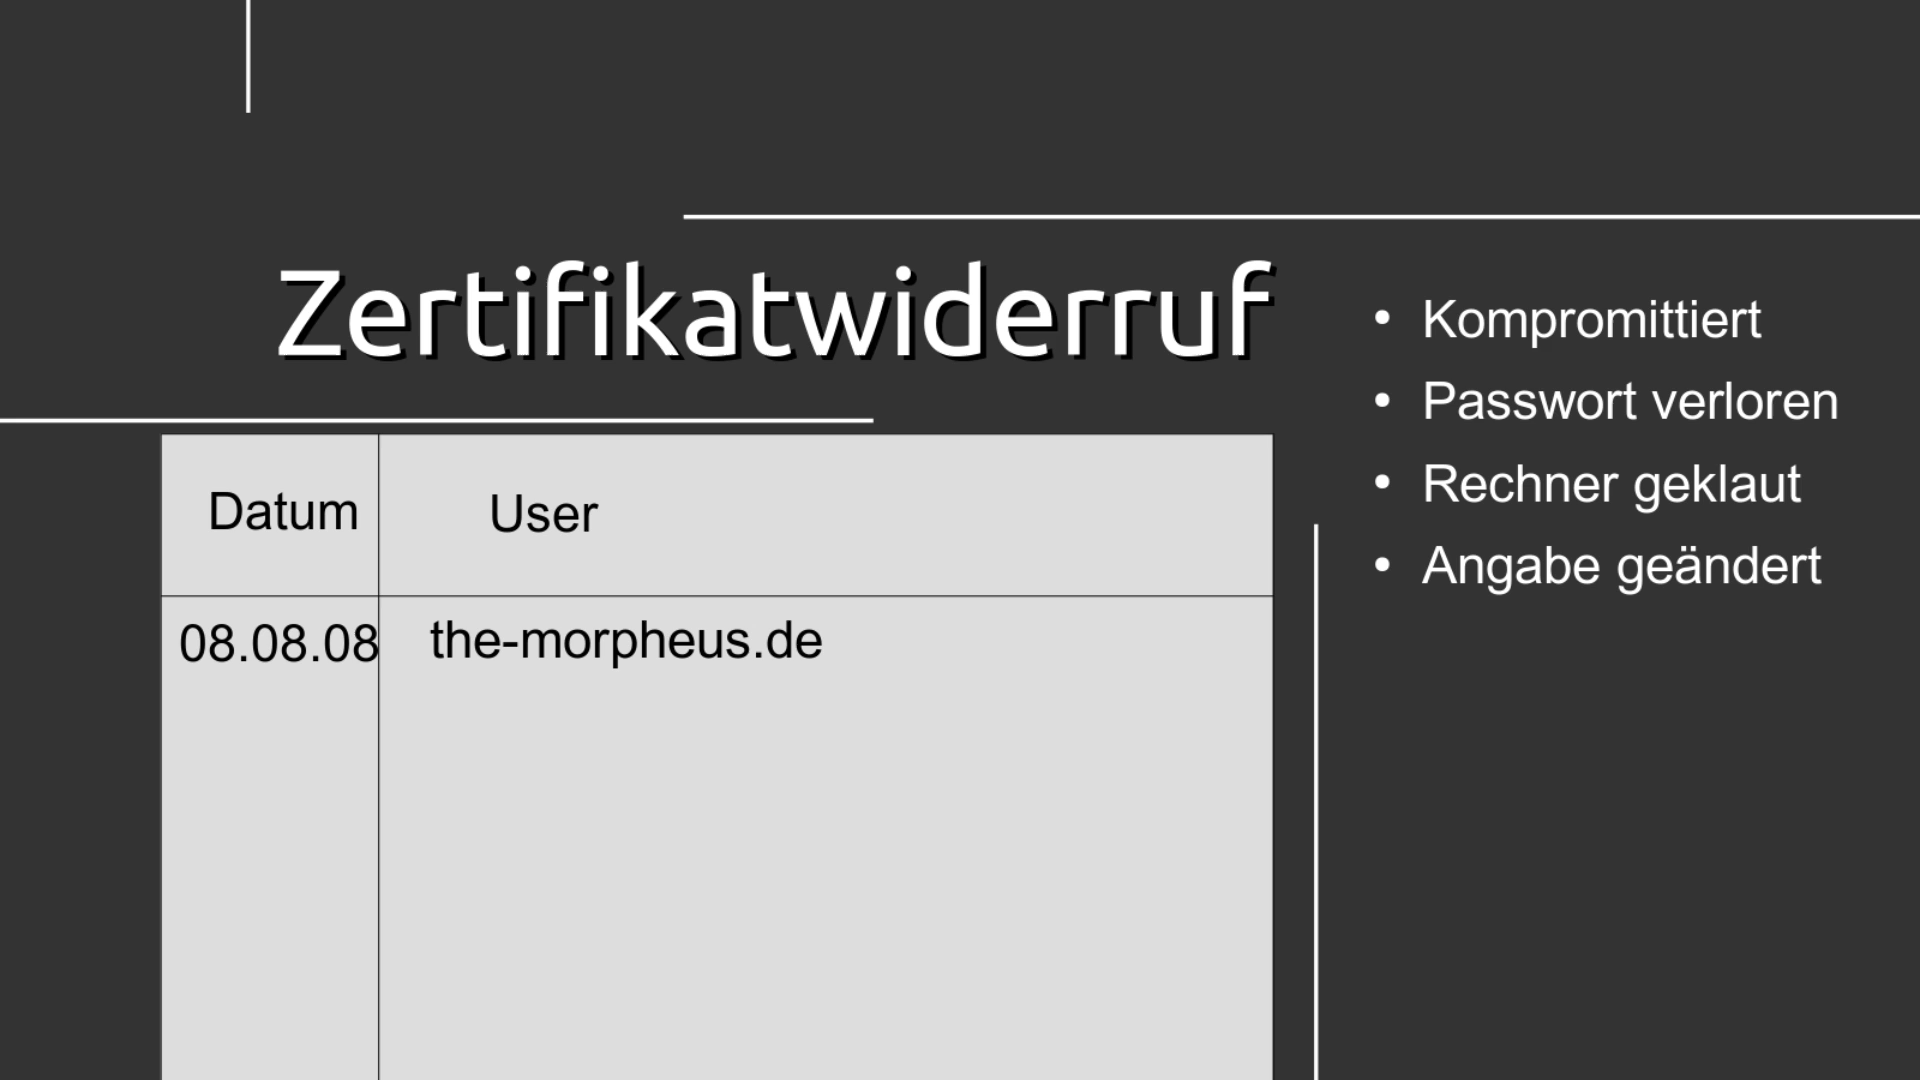 Zertifikatwiderruf
• Kompromittiert
• Passwort verloren
• Rechner geklaut
• Angabe geändert
Datum User
08.08.08 the-morpheus.de